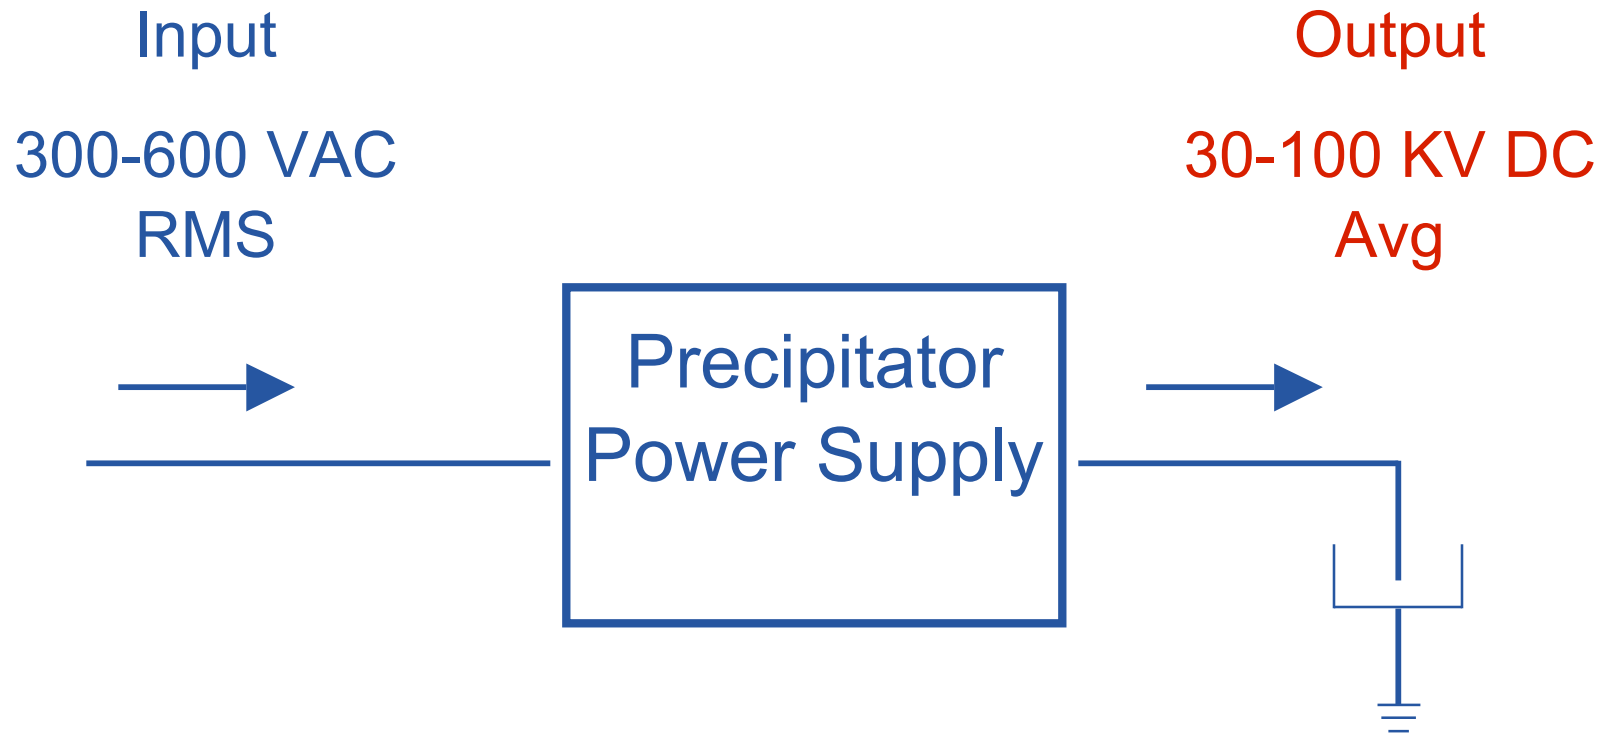 Input
300-600 VAC
RMS
Output
30-100 KV DC
Avg
Precipitator
Power Supply